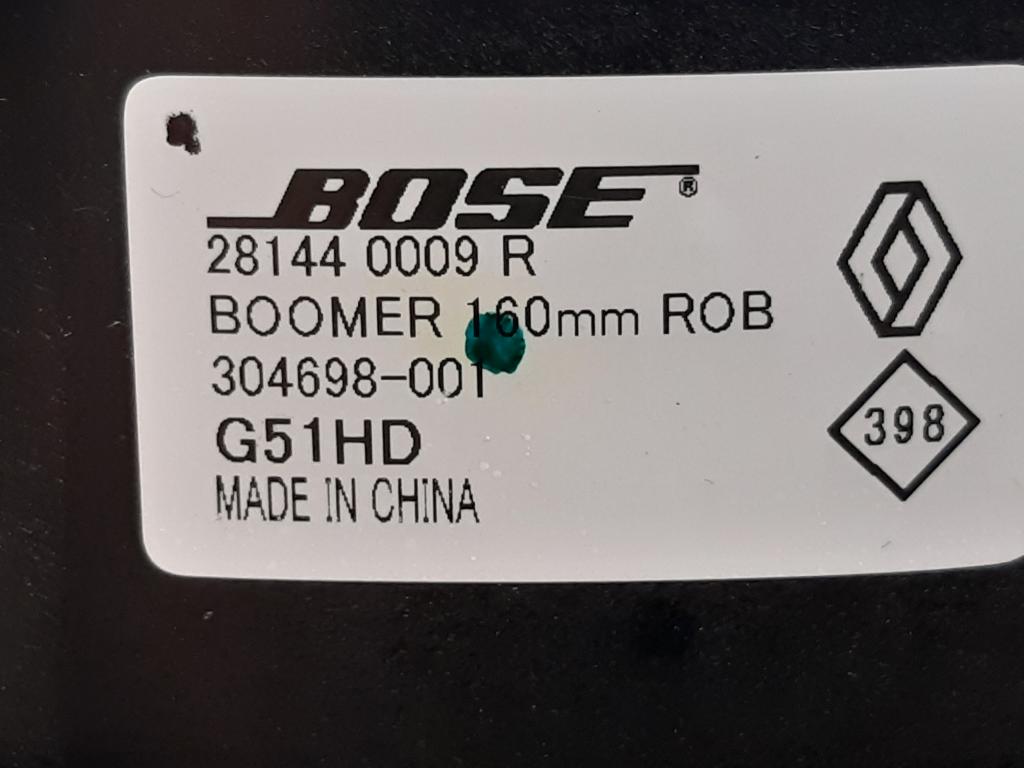 BOSE®
28144 0009 R
BOOMER 160mm ROB
304698-001
G51HD
MADE IN CHINA
398